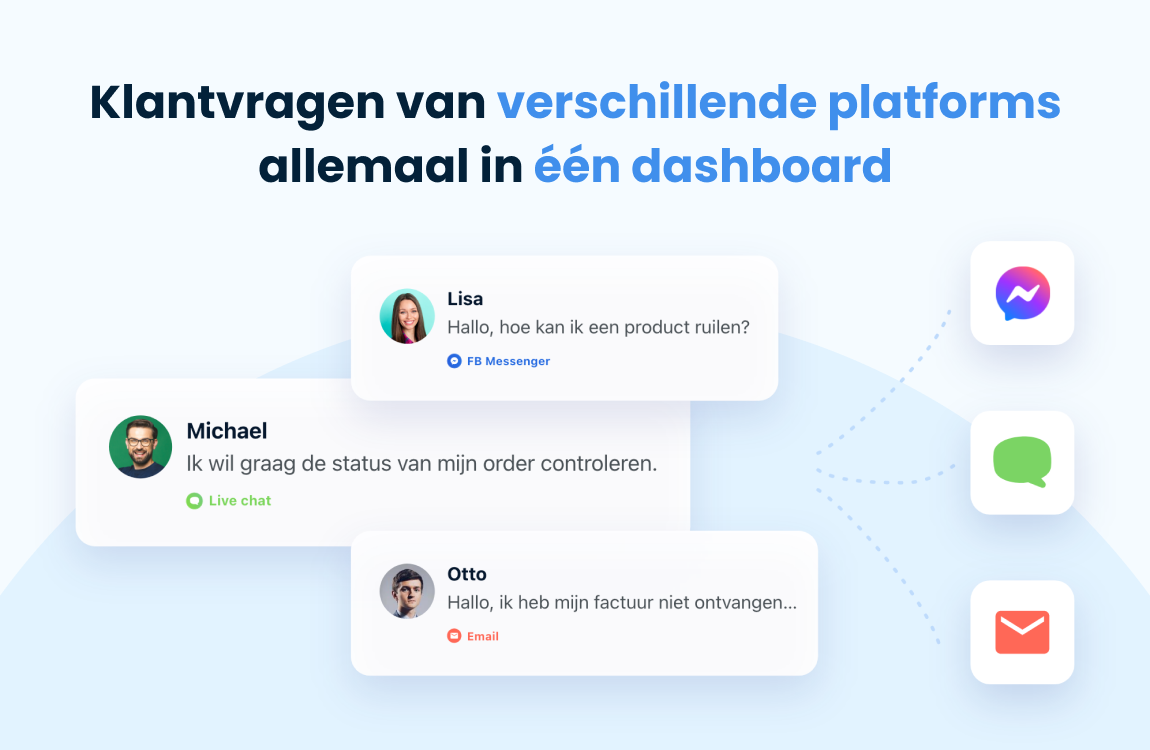 Klantvragen van verschillende platforms
allemaal in één dashboard
Lisa
Hallo, hoe kan ik een product ruilen?
FB Messenger
Michael
Ik wil graag de status van mijn order controleren.
Live chat
Otto
Hallo, ik heb mijn factuur niet ontvangen...
Email